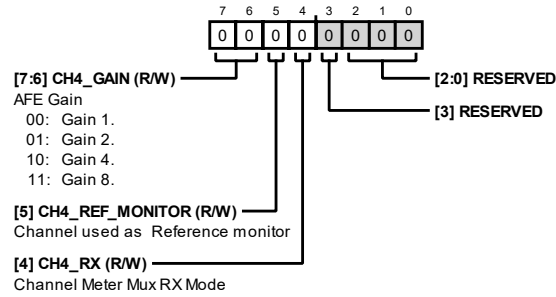 7 6 5 4 3 2 1 0
0 0 0 0 0 0 0 0
[7:6] CH4_GAIN (R/W)
AFE Gain
00: Gain 1.
01: Gain 2.
10: Gain 4.
11: Gain 8.
[5] CH4_REF_MONITOR (R/W)
Channel used as Reference monitor
[4] CH4_RX (R/W)
Channel Meter Mux RX Mode
[2:0] RESERVED
[3] RESERVED